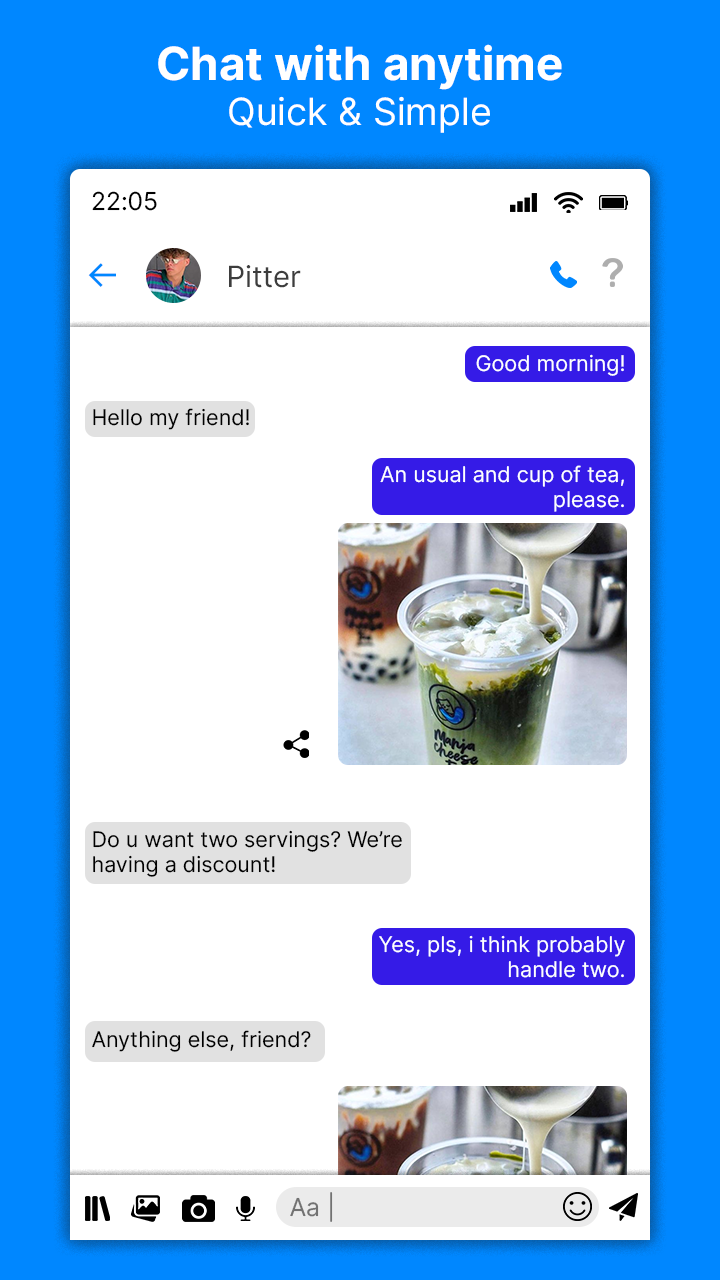 Chat with anytime
Quick & Simple
22:05
Pitter
?
Good morning!
Hello my friend!
An usual and cup of tea,
please.
Manja
cheese
Do u want two servings? We’re
having a discount!
Yes, pls, i think probably
handle two.
Anything else, friend?
Aa